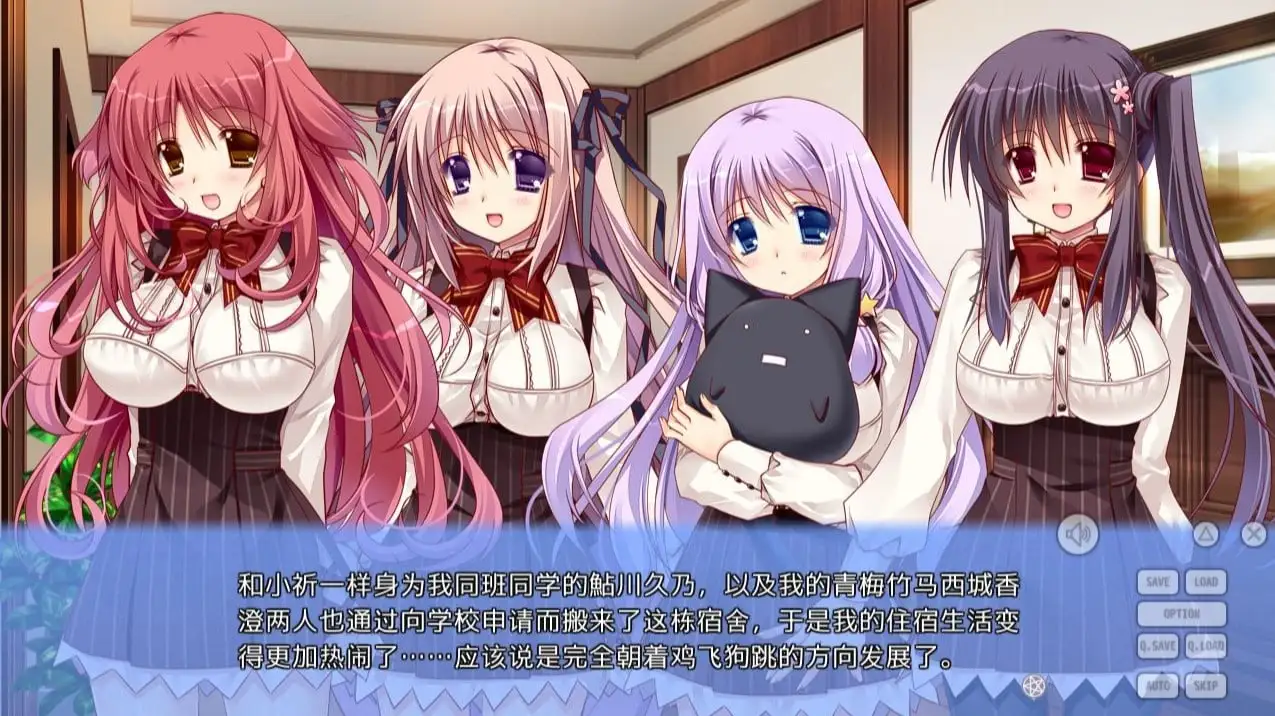 和小祈一样身为我同班同学的鮎川久乃，以及我的青梅竹马西城香
澄两人也通过向学校申请而搬来了这栋宿舍，于是我的住宿生活变
得更加热闹了……应该说是完全朝着鸡飞狗跳的方向发展了。
SAVE LOAD
OPTION
Q.SAVE Q.LOAD
AUTO SKIP